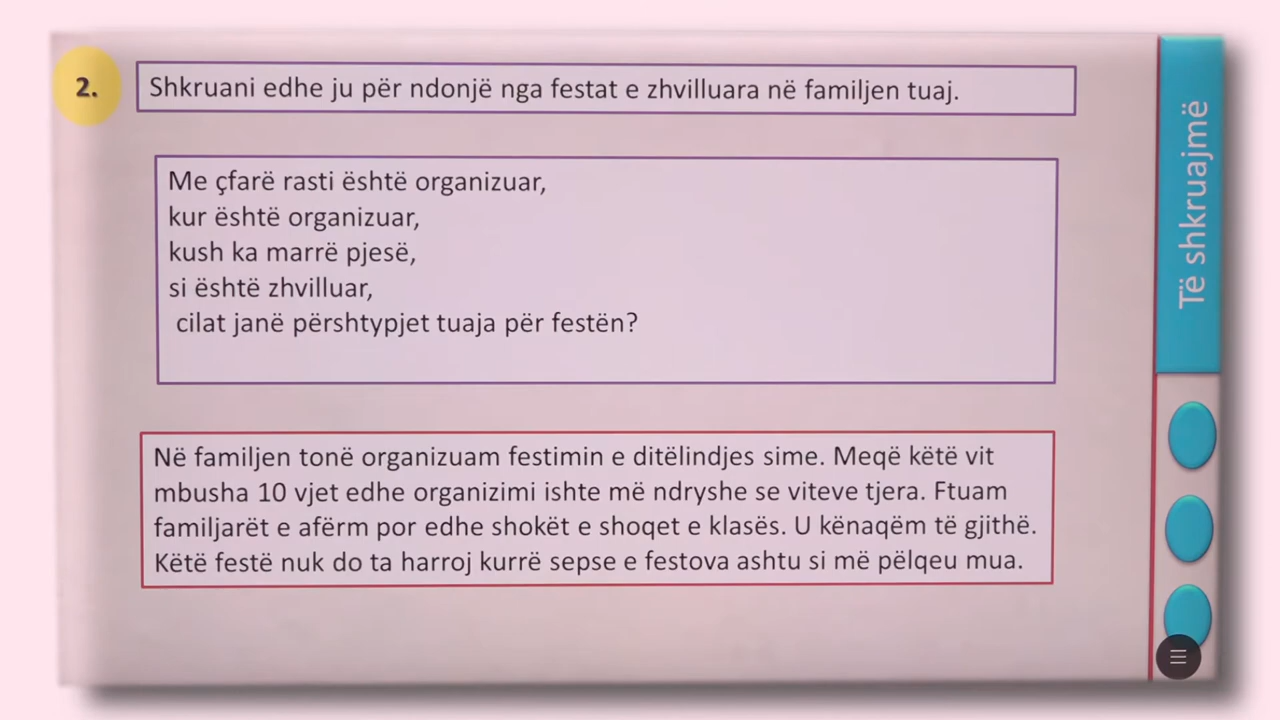 2.
Shkruani edhe ju për ndonjë nga festat e zhvilluara në familjen tuaj.
Me çfarë rasti është organizuar,
kur është organizuar,
kush ka marrë pjesë,
si është zhvilluar,
cilat janë përshtypjet tuaja për festën?
Në familjen tonë organizuam festimin e ditëlindjes sime. Meqë këtë vit
mbusha 10 vjet edhe organizimi ishte më ndryshe se viteve tjera. Ftuam
familjarët e afërm por edhe shokët e shoqet e klasës. U kënaqëm të gjithë.
Këtë festë nuk do ta harroj kurrë sepse e festova ashtu si më pëlqeu mua.
Të shkruajmë